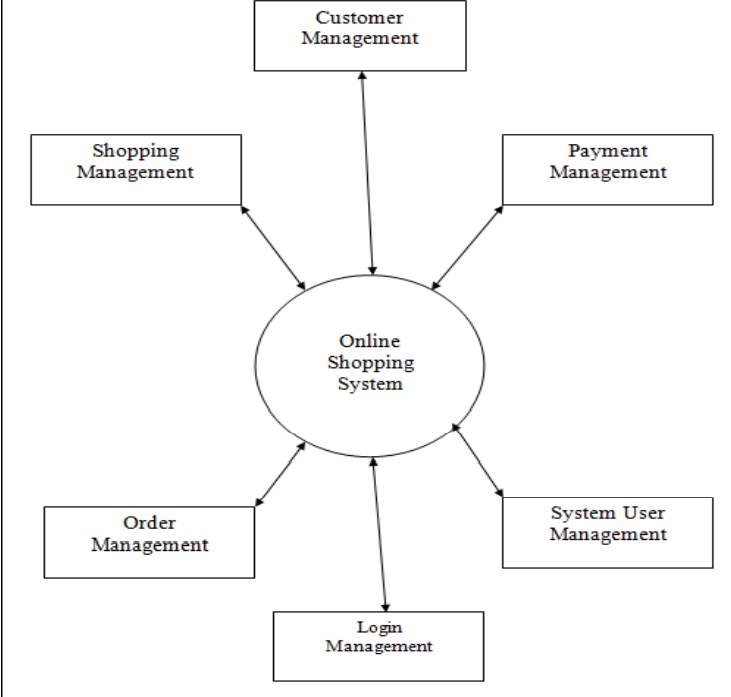 Customer
Management
Shopping
Management
Payment
Management
Online
Shopping
System
Order
Management
System User
Management
Login
Management